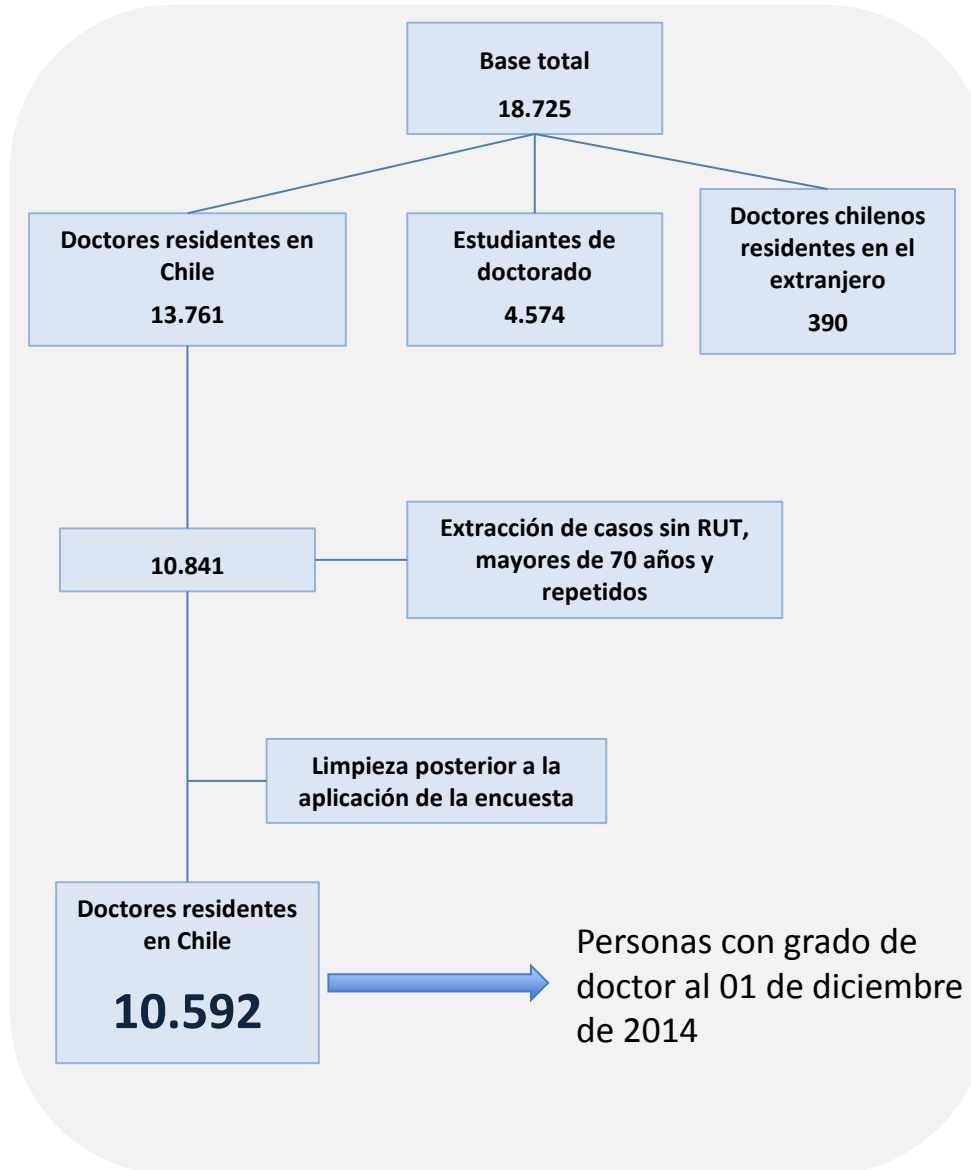 Base total
18.725
Doctores residentes en
Chile
13.761
Estudiantes de
doctorado
4.574
Doctores chilenos
residentes en el
extranjero
390
10.841
Extracción de casos sin RUT,
mayores de 70 años y
repetidos
Limpieza posterior a la
aplicación de la encuesta
Doctores residentes
en Chile
10.592
Personas con grado de
doctor al 01 de diciembre
de 2014